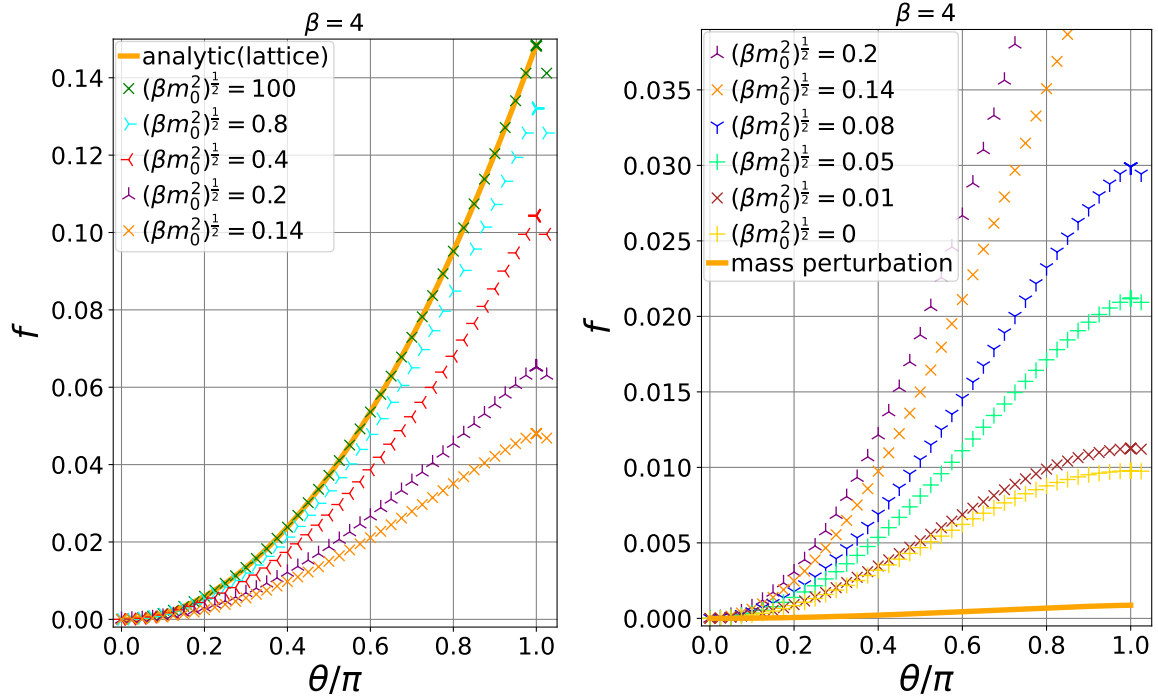 β = 4
analytic(lattice)
(βm₀²)^{1/2} = 100
(βm₀²)^{1/2} = 0.8
(βm₀²)^{1/2} = 0.4
(βm₀²)^{1/2} = 0.2
(βm₀²)^{1/2} = 0.14
0.14
0.12
0.10
0.08
0.06
0.04
0.02
0.00
f
0.0 0.2 0.4 0.6 0.8 1.0
θ/π
β = 4
(βm₀²)^{1/2} = 0.2
(βm₀²)^{1/2} = 0.14
(βm₀²)^{1/2} = 0.08
(βm₀²)^{1/2} = 0.05
(βm₀²)^{1/2} = 0.01
(βm₀²)^{1/2} = 0
mass perturbation
0.035
0.030
0.025
0.020
0.015
0.010
0.005
0.000
f
0.0 0.2 0.4 0.6 0.8 1.0
θ/π